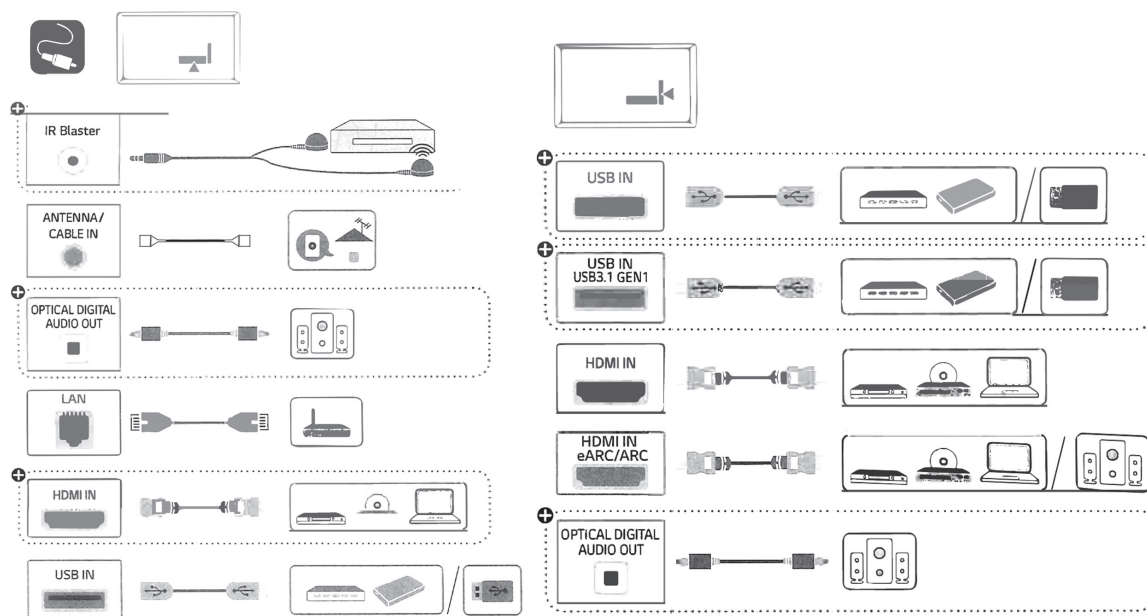 IR Blaster
ANTENNA/
CABLE IN
OPTICAL DIGITAL
AUDIO OUT
LAN
HDMI IN
USB IN
USB IN
USB IN
USB3.1 GEN1
HDMI IN
HDMI IN
eARC/ARC
OPTICAL DIGITAL
AUDIO OUT